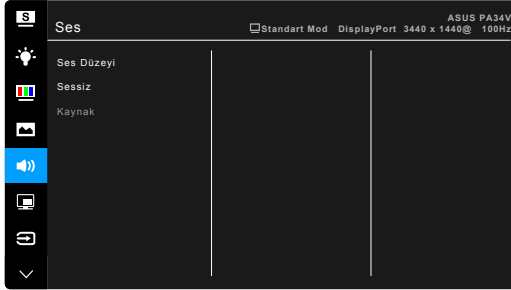 S
Ses
ASUS PA34V
Standart Mod DisplayPort 3440 x 1440@ 100Hz
Ses Düzeyi
Sessiz
Kaynak